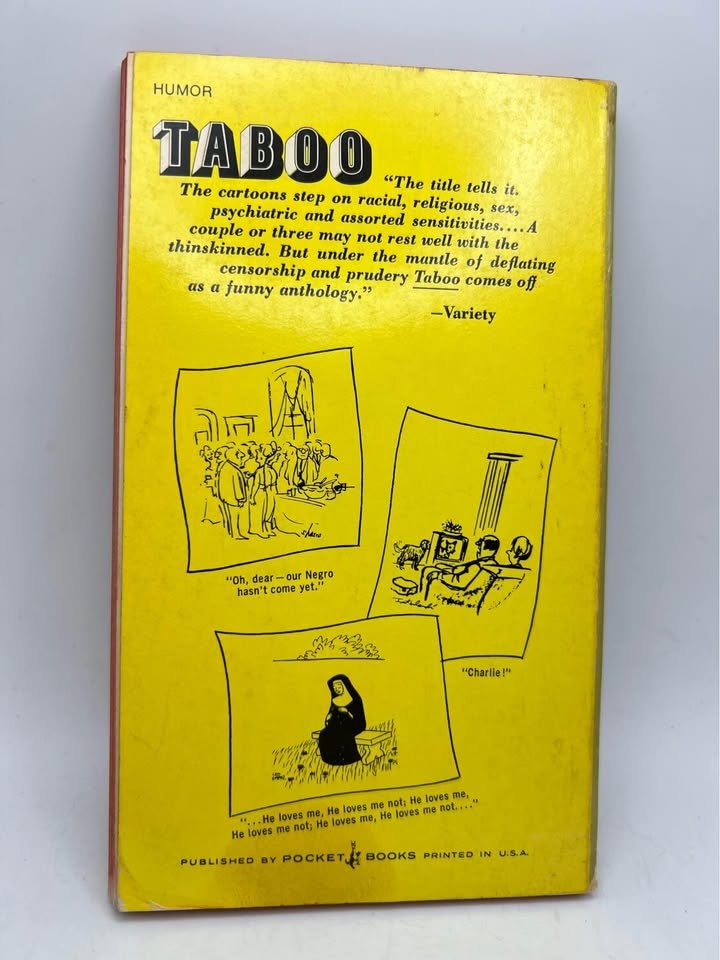 HUMOR
TABOO
"The title tells it.
The cartoons step on racial, religious, sex,
psychiatric and assorted sensitivities....A
couple or three may not rest well with the
thinskinned. But under the mantle of deflating
censorship and prudery Taboo comes off
as a funny anthology."
—Variety
"Oh, dear—our Negro
hasn't come yet."
"Charlie!"
"...He loves me, He loves me not; He loves me,
He loves me not; He loves me, He loves me not...."
PUBLISHED BY POCKET BOOKS PRINTED IN U.S.A.